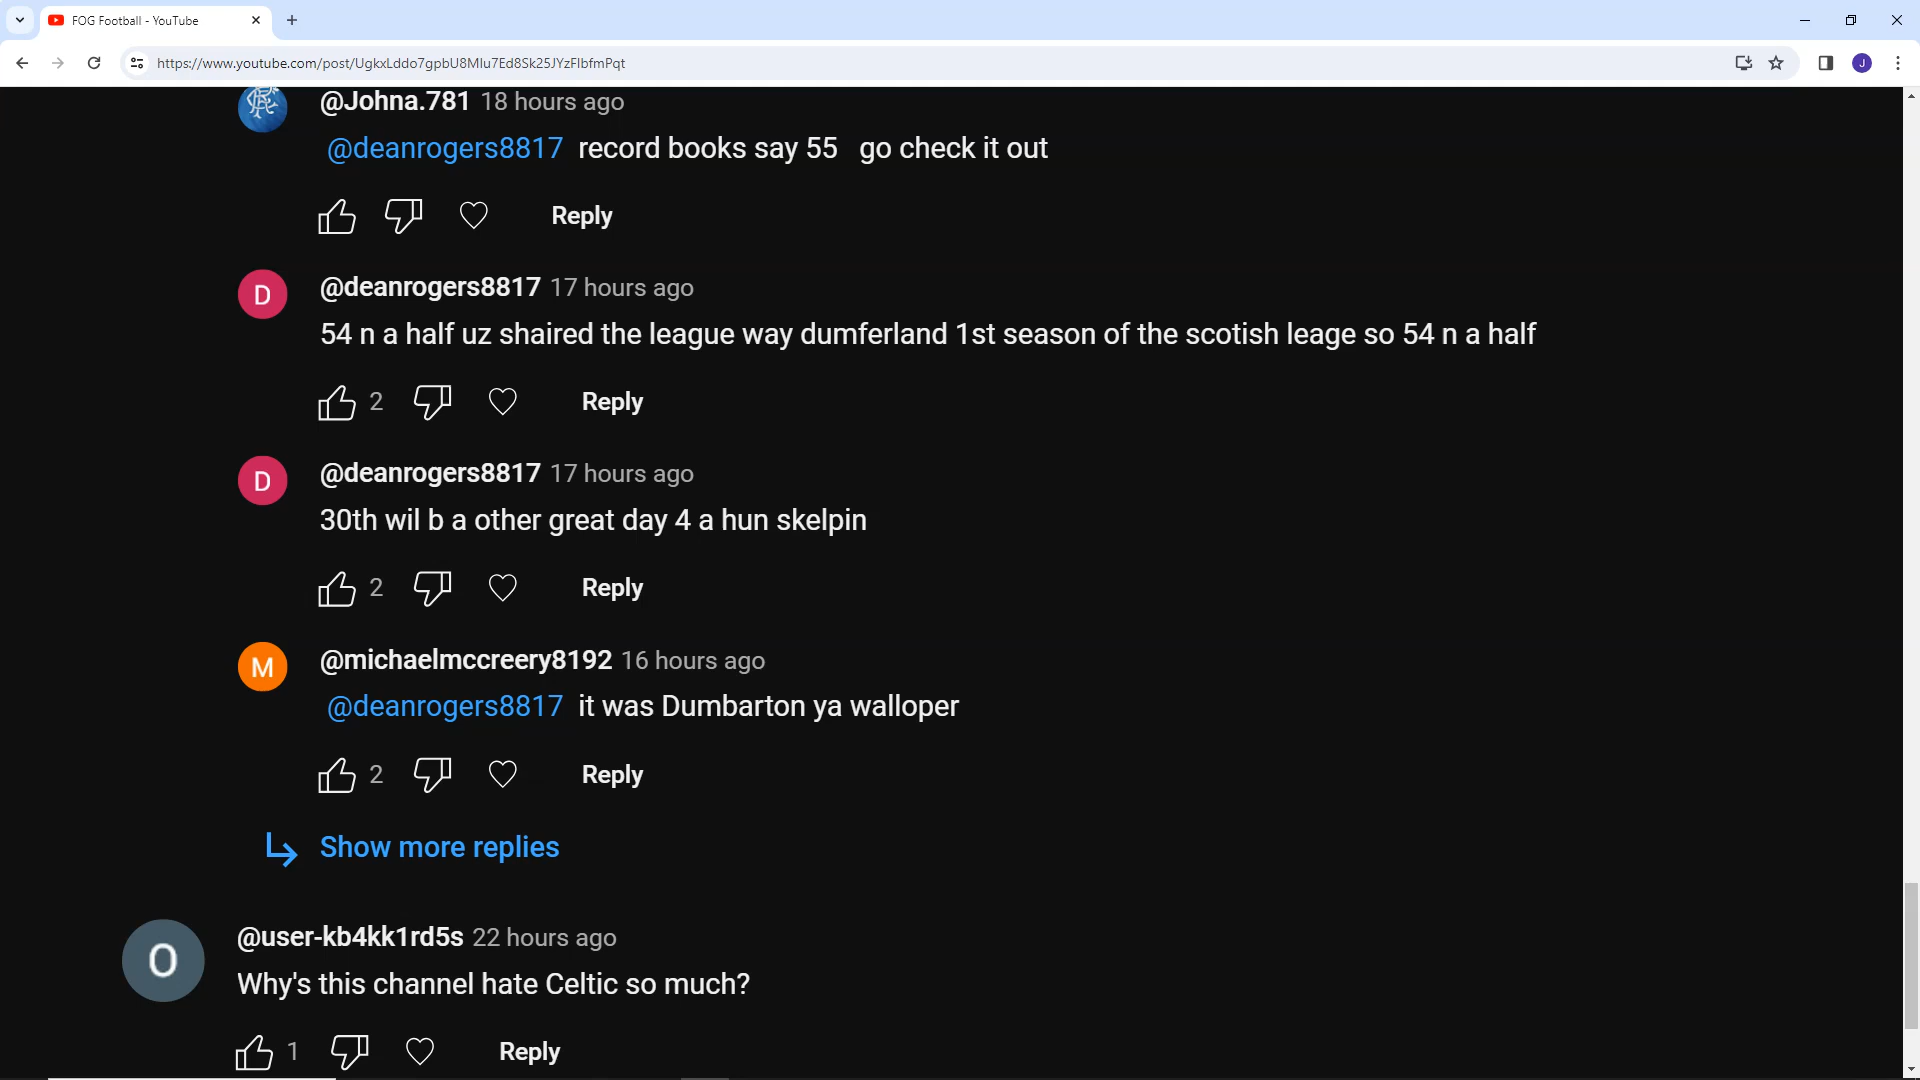 FOG Football - YouTube
https://www.youtube.com/post/UgkxLddo7gpbU8Mlu7Ed8Sk25JYzFlbfmPqt
J
@Johna.781 18 hours ago
@deanrogers8817 record books say 55 go check it out
Reply
D
@deanrogers8817 17 hours ago
54 n a half uz shaired the league way dumferland 1st season of the scotish leage so 54 n a half
2 Reply
D
@deanrogers8817 17 hours ago
30th wil b a other great day 4 a hun skelpin
2 Reply
M
@michaelmccreery8192 16 hours ago
@deanrogers8817 it was Dumbarton ya walloper
2 Reply
Show more replies
O
@user-kb4kk1rd5s 22 hours ago
Why's this channel hate Celtic so much?
1 Reply